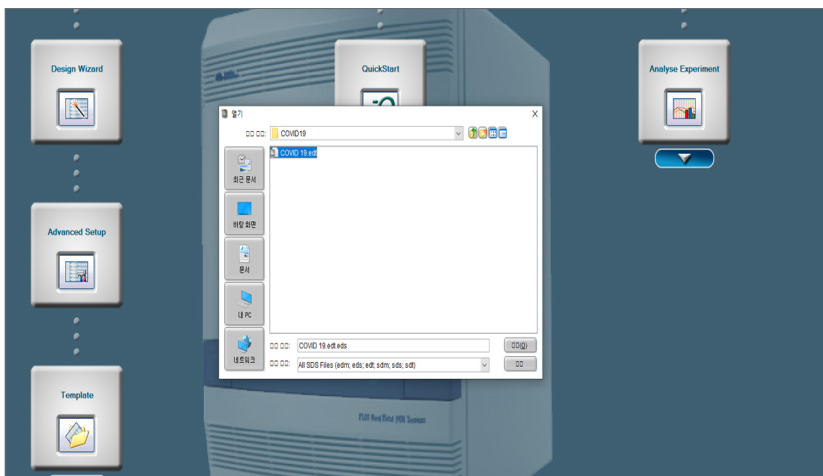 Design Wizard
QuickStart
Analyse Experiment
열기
□□ □□: COVID19
COVID 19.edt
최근 문서
바탕 화면
Advanced Setup
문서
내 PC
네트워크
□□ □□: COVID 19.edt.eds □□(O)
□□ □□: All SDS Files (edm; eds; edt; sdm; sds; sdt) □□
Template